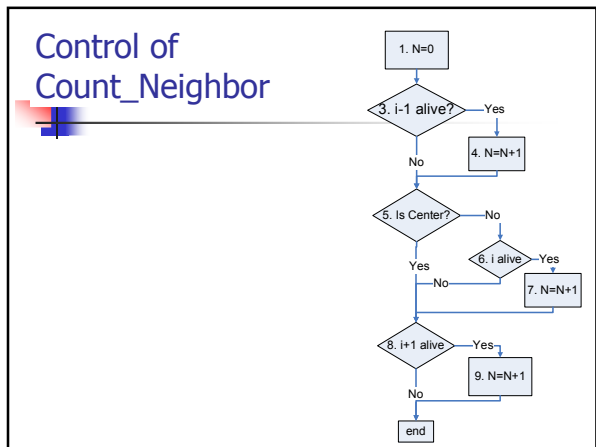 Control of
Count_Neighbor
1. N=0
3. i-1 alive?
Yes
4. N=N+1
No
5. Is Center?
No
6. i alive
Yes
Yes
No
7. N=N+1
8. i+1 alive
Yes
9. N=N+1
No
end